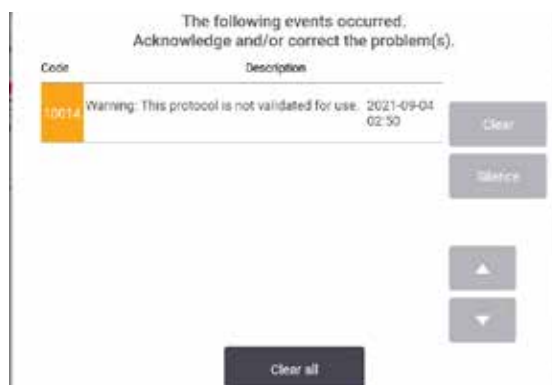 The following events occurred.
Acknowledge and/or correct the problem(s).
Code Description
10014 Warning: This protocol is not validated for use. 2021-09-04
02:50
Clear
Silence
Clear all